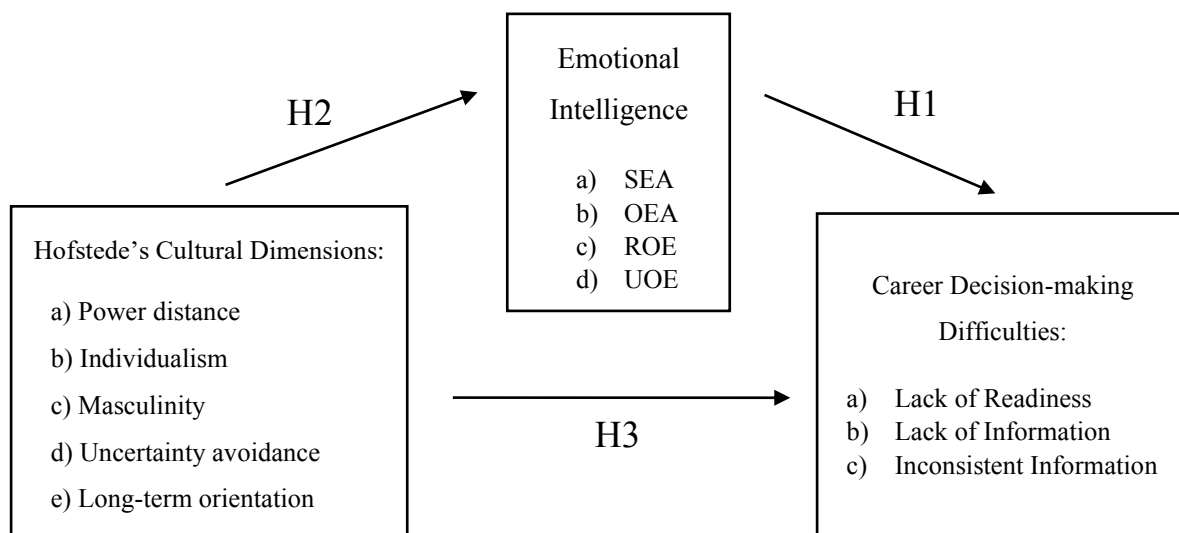 Emotional
Intelligence
a) SEA
b) OEA
c) ROE
d) UOE
H2
H1
Hofstede’s Cultural Dimensions:
a) Power distance
b) Individualism
c) Masculinity
d) Uncertainty avoidance
e) Long-term orientation
H3
Career Decision-making
Difficulties:
a) Lack of Readiness
b) Lack of Information
c) Inconsistent Information